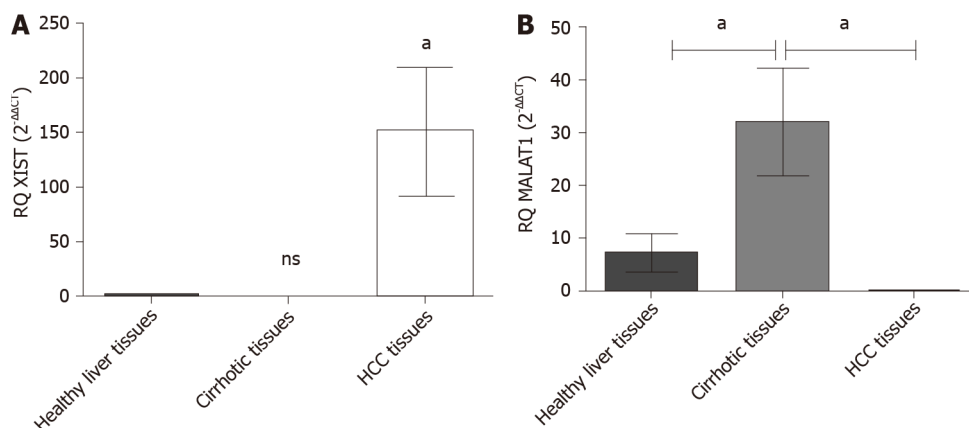 A
RQ XIST (2^-ΔΔCT)
250
200
150
100
50
0
a
ns
Healthy liver tissues
Cirrhotic tissues
HCC tissues
B
RQ MALAT1 (2^-ΔΔCT)
50
40
30
20
10
0
a
a
Healthy liver tissues
Cirrhotic tissues
HCC tissues